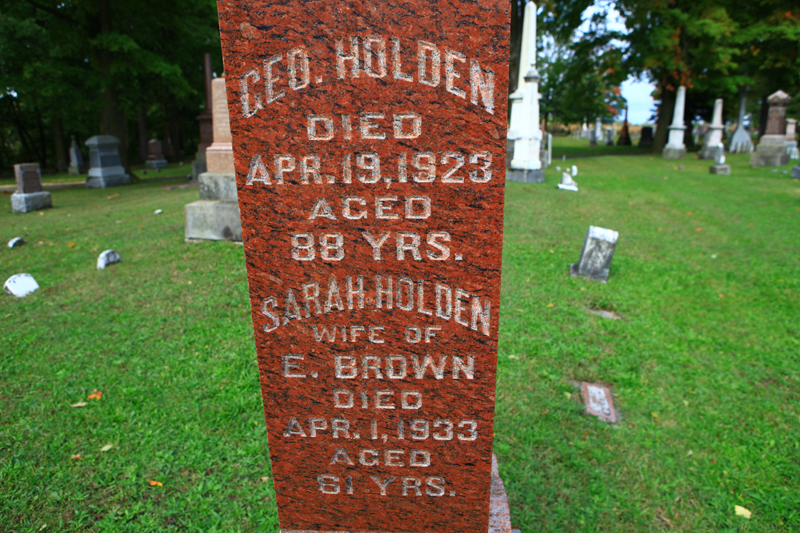 GEO. HOLDEN
DIED
APR. 19, 1923
AGED
88 YRS.
SARAH HOLDEN
WIFE OF
E. BROWN
DIED
APR. 1, 1933
AGED
61 YRS.